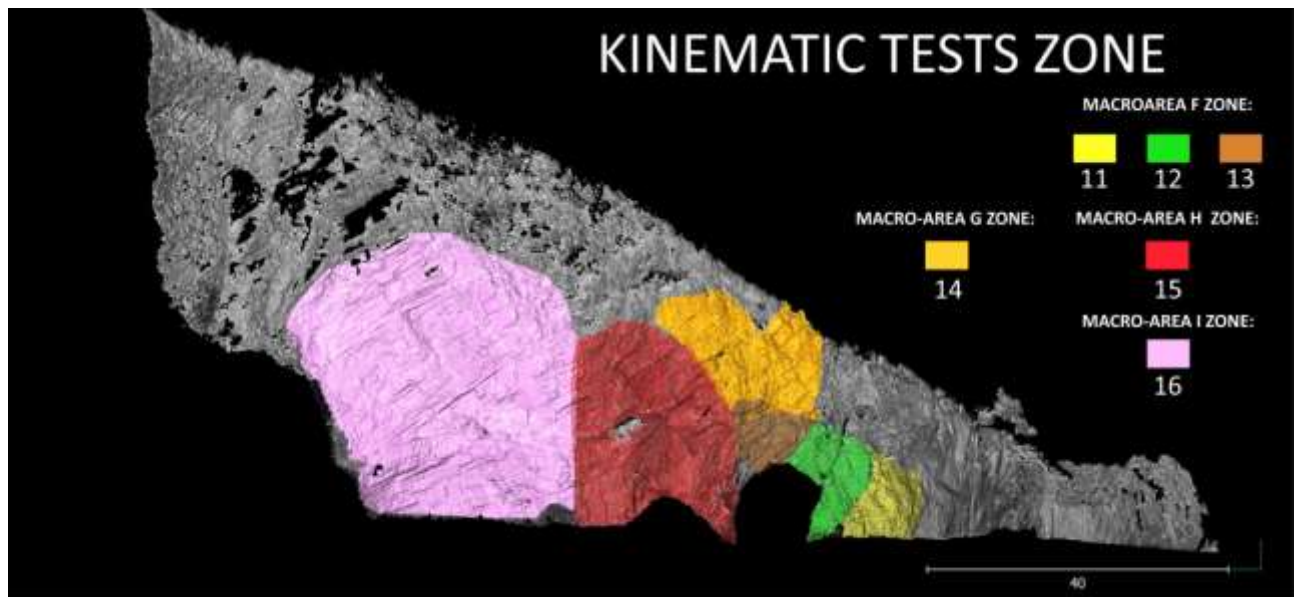 KINEMATIC TESTS ZONE
MACROAREA F ZONE:
11 12 13
MACRO-AREA G ZONE: MACRO-AREA H ZONE:
14 15
MACRO-AREA I ZONE:
16
40